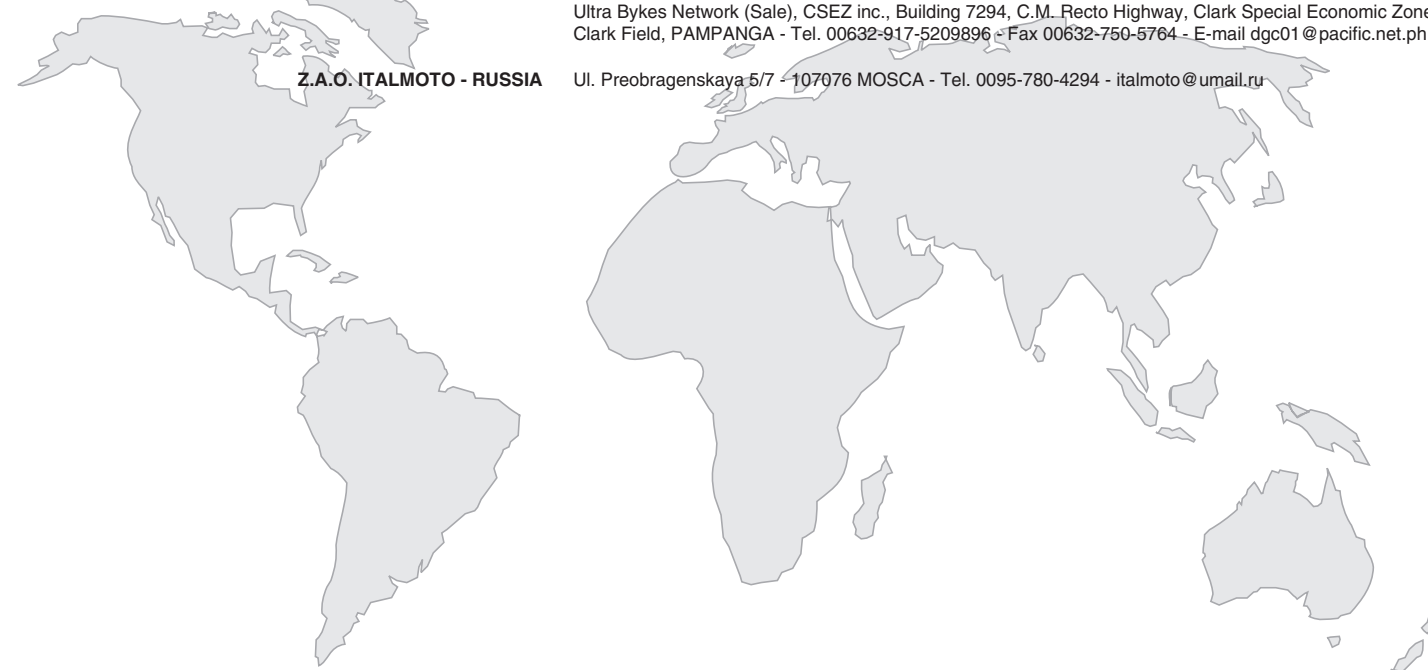 Ultra Bykes Network (Sale), CSEZ inc., Building 7294, C.M. Recto Highway, Clark Special Economic Zone
Clark Field, PAMPANGA - Tel. 00632-917-5209896 - Fax 00632-750-5764 - E-mail dgc01@pacific.net.ph
Z.A.O. ITALMOTO - RUSSIA Ul. Preobragenskaya 5/7 - 107076 MOSCA - Tel. 0095-780-4294 - italmoto@umail.ru